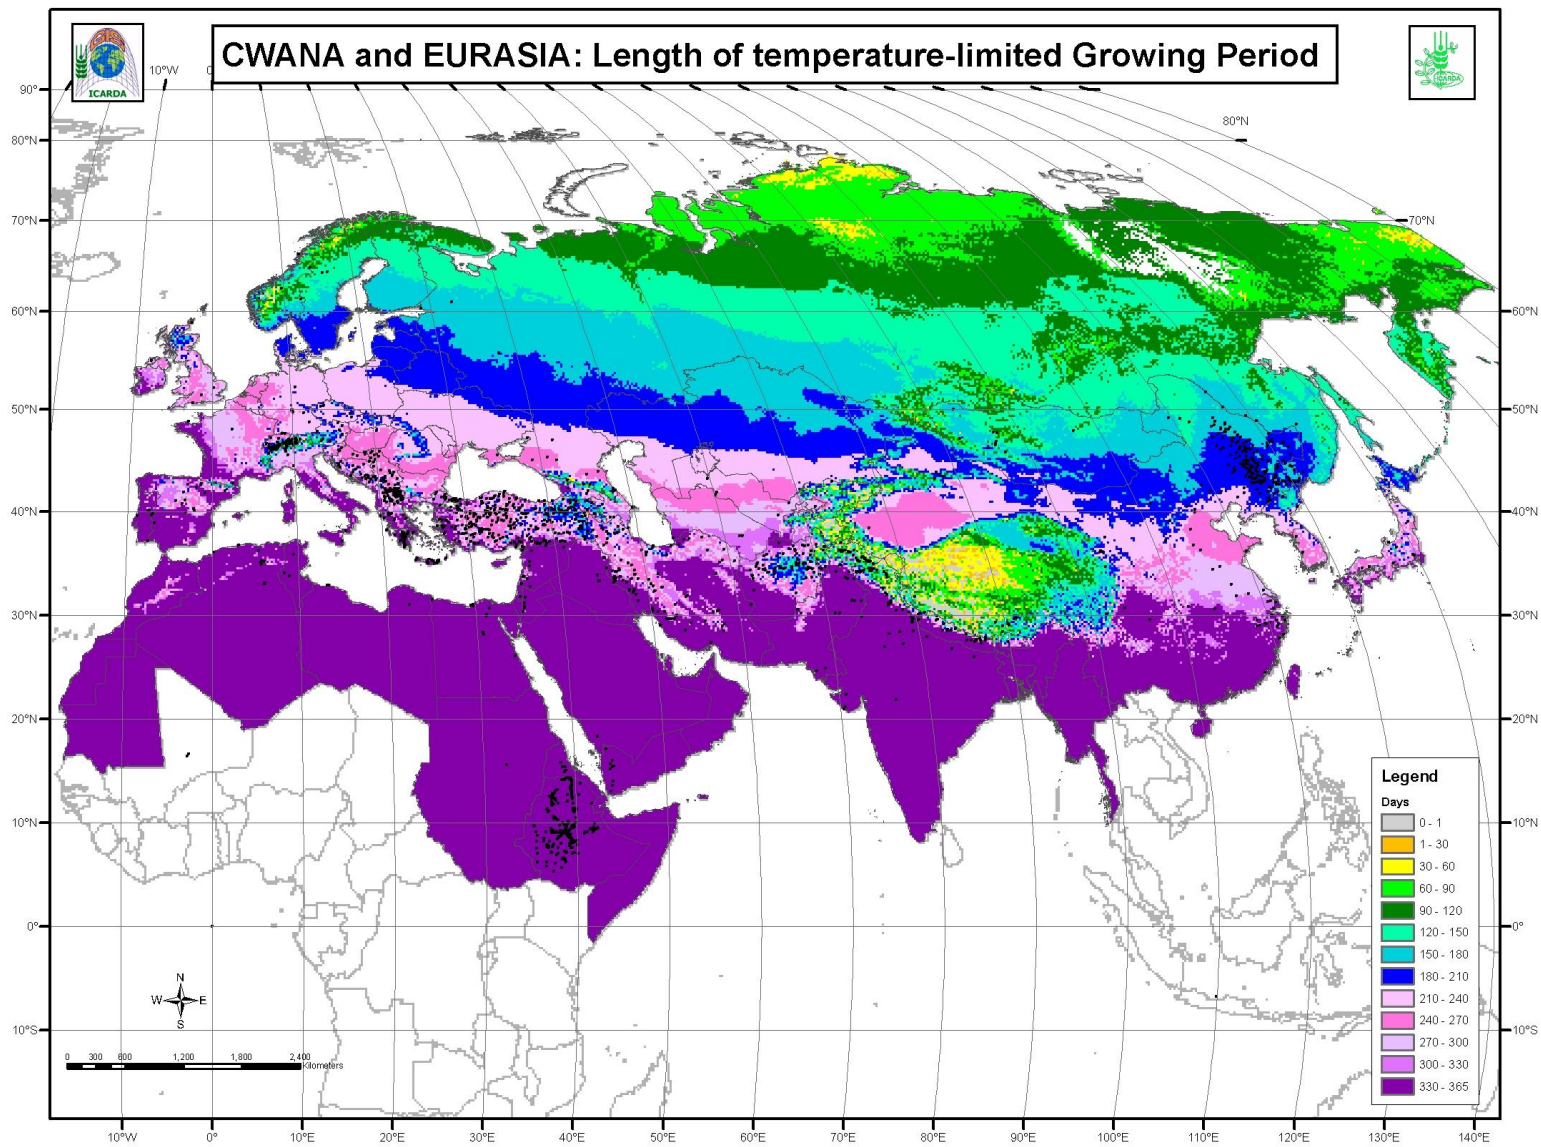 CWANA and EURASIA: Length of temperature-limited Growing Period
ICARDA
ICARDA
10°W
80°N
90°
80°N
70°N
70°N
60°N
60°N
50°N
50°N
40°N
40°N
30°N
30°N
20°N
20°N
10°N
10°N
0°
0°
10°S
10°S
Legend
Days
0 - 1
1 - 30
30 - 60
60 - 90
90 - 120
120 - 150
150 - 180
180 - 210
210 - 240
240 - 270
270 - 300
300 - 330
330 - 365
N
W E
S
0 300 600 1,200 1,800 2,400
Kilometers
10°W 0° 10°E 20°E 30°E 40°E 50°E 60°E 70°E 80°E 90°E 100°E 110°E 120°E 130°E 140°E